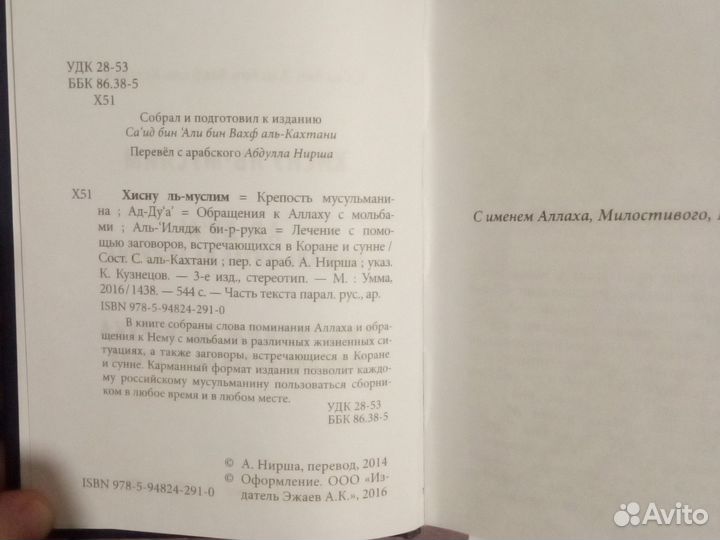 УДК 28-53
ББК 86.38-5
Х51
Собрал и подготовил к изданию
Са'ид бин 'Али бин Вахф аль-Кахтани
Перевёл с арабского Абдулла Нирша
Х51 Хисну ль-муслим = Крепость мусульмани-
на ; Ад-Ду'а' = Обращения к Аллаху с мольба-
ми ; Аль-'Илядж би-р-рука = Лечение с помо-
щью заговоров, встречающихся в Коране и сунне /
Сост. С. аль-Кахтани ; пер. с араб. А. Нирша ; указ.
К. Кузнецов. — 3-е изд., стереотип. — М. : Умма,
2016/1438. — 544 с. — Часть текста парал. рус., ар.
ISBN 978-5-94824-291-0
В книге собраны слова поминания Аллаха и обра-
щения к Нему с мольбами в различных жизненных си-
туациях, а также заговоры, встречающиеся в Коране
и сунне. Карманный формат издания позволит каждо-
му российскому мусульманину пользоваться сборни-
ком в любое время и в любом месте.
УДК 28-53
ББК 86.38-5
© А. Нирша, перевод, 2014
© Оформление. ООО «Из-
ISBN 978-5-94824-291-0 датель Эжаев А.К.», 2016
С именем Аллаха, Милостивого,
Avito